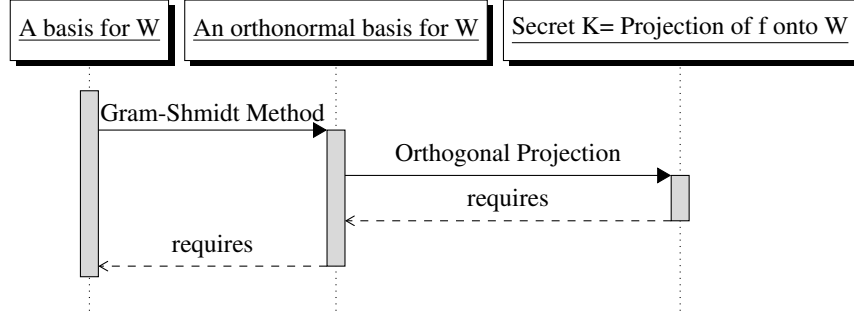 A basis for W
An orthonormal basis for W
Secret K= Projection of f onto W
Gram-Shmidt Method
Orthogonal Projection
requires
requires